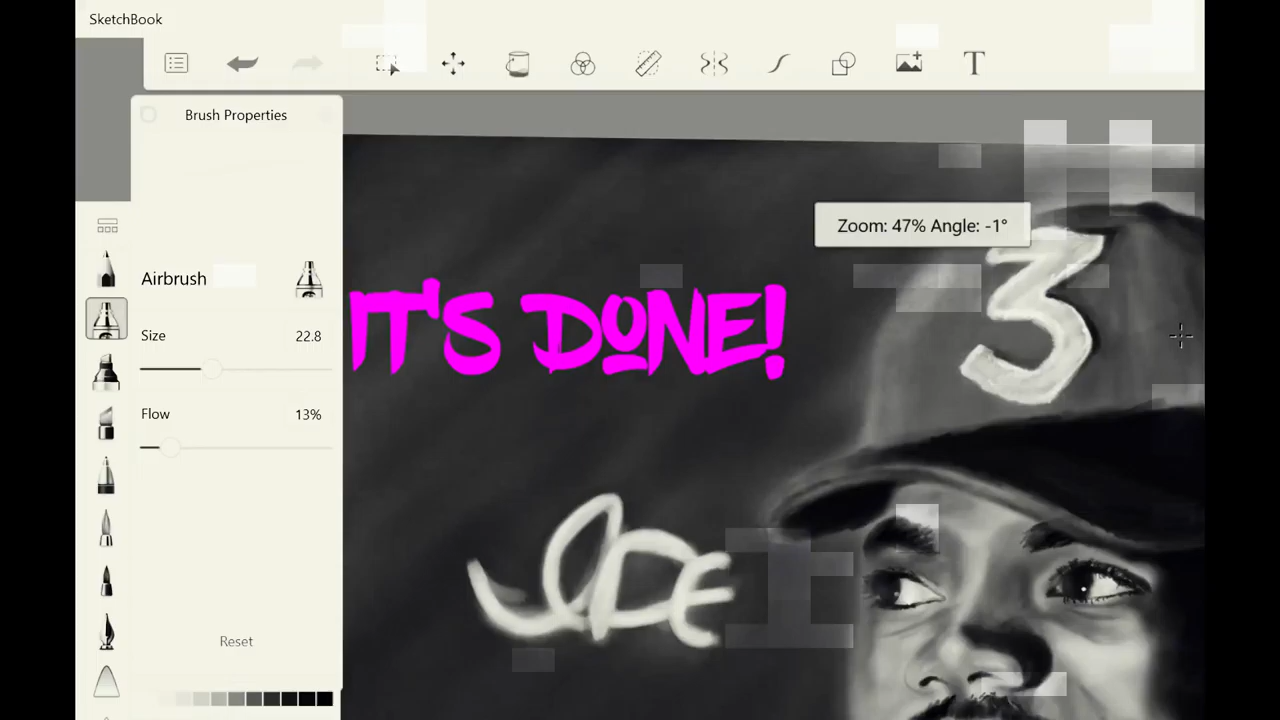 SketchBook
T
Brush Properties
Zoom: 47% Angle: -1°
3
Airbrush
IT'S DONE!
Size 22.8
Flow 13%
Reset